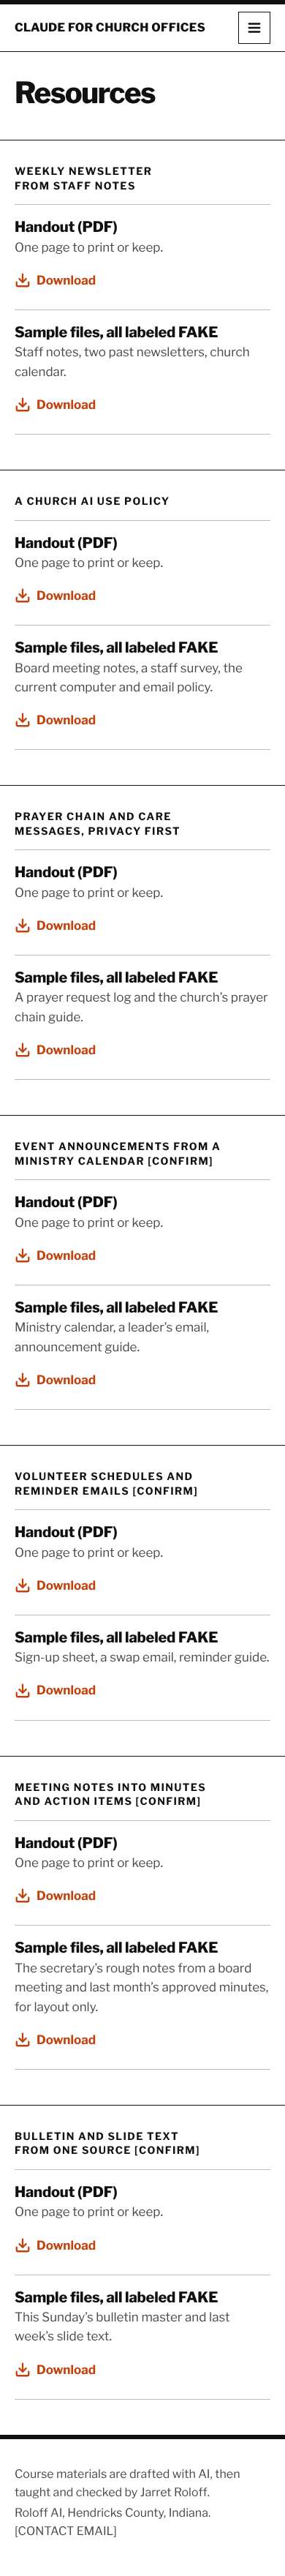 CLAUDE FOR CHURCH OFFICES
Resources
WEEKLY NEWSLETTER
FROM STAFF NOTES
Handout (PDF)
One page to print or keep.
Download
Sample files, all labeled FAKE
Staff notes, two past newsletters, church
calendar.
Download
A CHURCH AI USE POLICY
Handout (PDF)
One page to print or keep.
Download
Sample files, all labeled FAKE
Board meeting notes, a staff survey, the
current computer and email policy.
Download
PRAYER CHAIN AND CARE
MESSAGES, PRIVACY FIRST
Handout (PDF)
One page to print or keep.
Download
Sample files, all labeled FAKE
A prayer request log and the church’s prayer
chain guide.
Download
EVENT ANNOUNCEMENTS FROM A
MINISTRY CALENDAR [CONFIRM]
Handout (PDF)
One page to print or keep.
Download
Sample files, all labeled FAKE
Ministry calendar, a leader’s email,
announcement guide.
Download
VOLUNTEER SCHEDULES AND
REMINDER EMAILS [CONFIRM]
Handout (PDF)
One page to print or keep.
Download
Sample files, all labeled FAKE
Sign-up sheet, a swap email, reminder guide.
Download
MEETING NOTES INTO MINUTES
AND ACTION ITEMS [CONFIRM]
Handout (PDF)
One page to print or keep.
Download
Sample files, all labeled FAKE
The secretary’s rough notes from a board
meeting and last month’s approved minutes,
for layout only.
Download
BULLETIN AND SLIDE TEXT
FROM ONE SOURCE [CONFIRM]
Handout (PDF)
One page to print or keep.
Download
Sample files, all labeled FAKE
This Sunday’s bulletin master and last
week’s slide text.
Download
Course materials are drafted with AI, then
taught and checked by Jarret Roloff.
Roloff AI, Hendricks County, Indiana.
[CONTACT EMAIL]